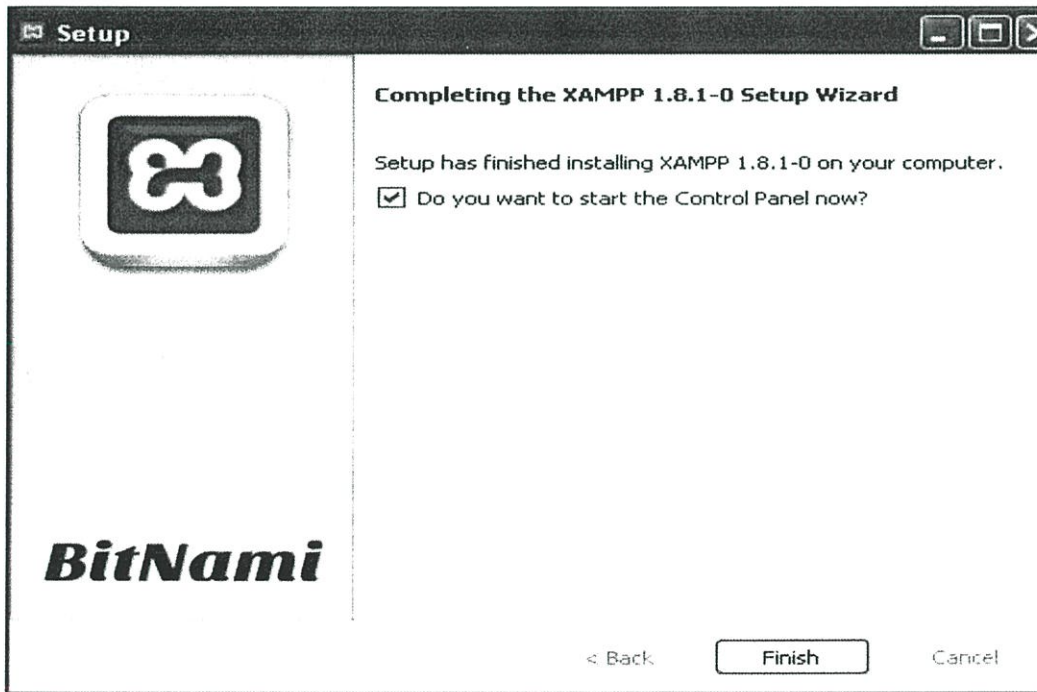 Setup
Completing the XAMPP 1.8.1-0 Setup Wizard
Setup has finished installing XAMPP 1.8.1-0 on your computer.
Do you want to start the Control Panel now?
BitNami
< Back
Finish
Cancel